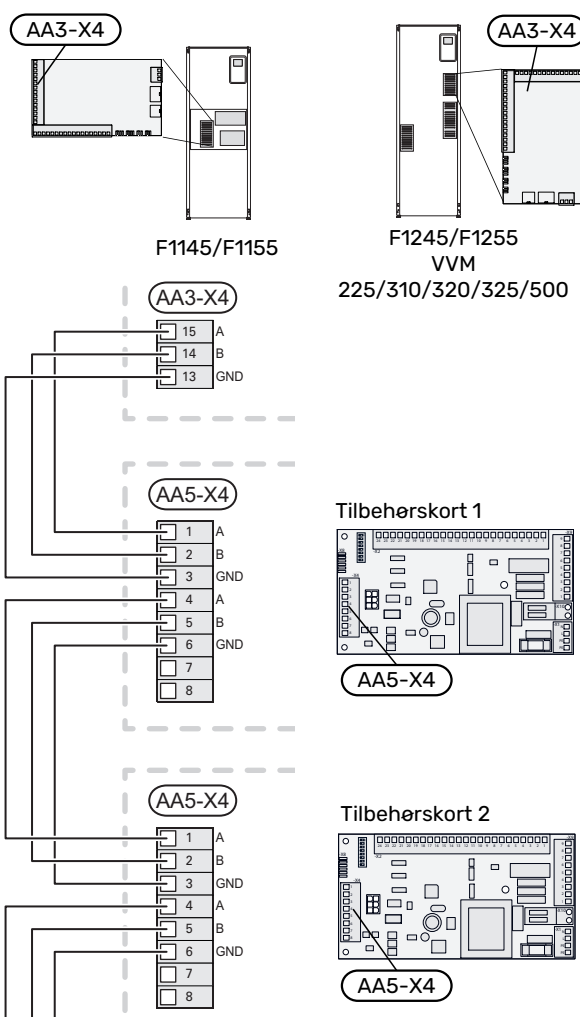 AA3-X4
AA3-X4
F1145/F1155
F1245/F1255
VVM
225/310/320/325/500
AA3-X4
15 A
14 B
13 GND
AA5-X4
1 A
2 B
3 GND
4 A
5 B
6 GND
7
8
Tilbehørskort 1
AA5-X4
AA5-X4
1 A
2 B
3 GND
4 A
5 B
6 GND
7
8
Tilbehørskort 2
AA5-X4